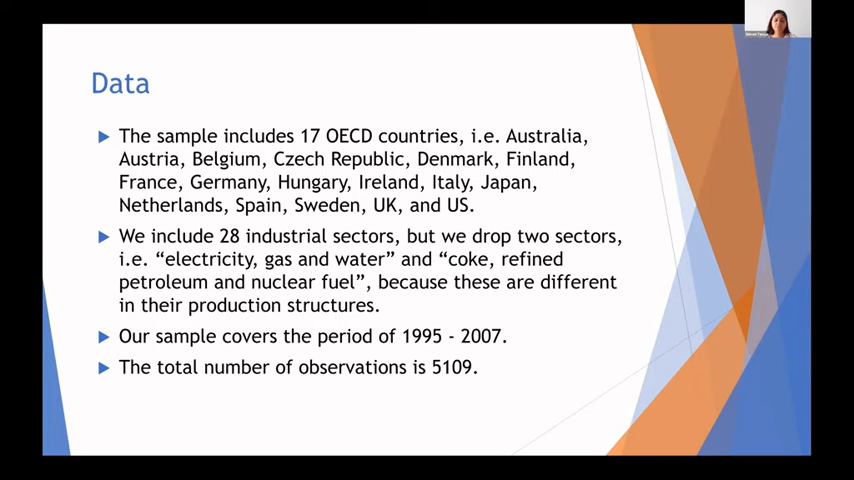 Data
The sample includes 17 OECD countries, i.e. Australia,
Austria, Belgium, Czech Republic, Denmark, Finland,
France, Germany, Hungary, Ireland, Italy, Japan,
Netherlands, Spain, Sweden, UK, and US.
We include 28 industrial sectors, but we drop two sectors,
i.e. “electricity, gas and water” and “coke, refined
petroleum and nuclear fuel”, because these are different
in their production structures.
Our sample covers the period of 1995 - 2007.
The total number of observations is 5109.